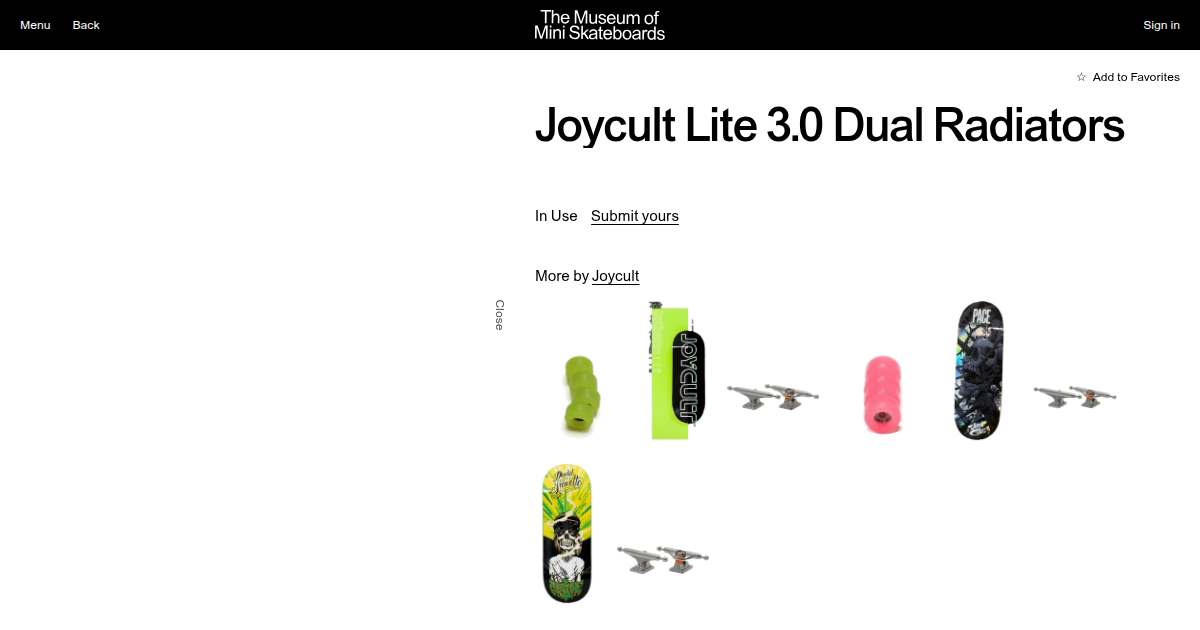 Menu
Back
The Museum of
Mini Skateboards
Sign in
☆ Add to Favorites
Joycult Lite 3.0 Dual Radiators
In Use
Submit yours
More by Joycult
Close
JOYCULT
PAGE